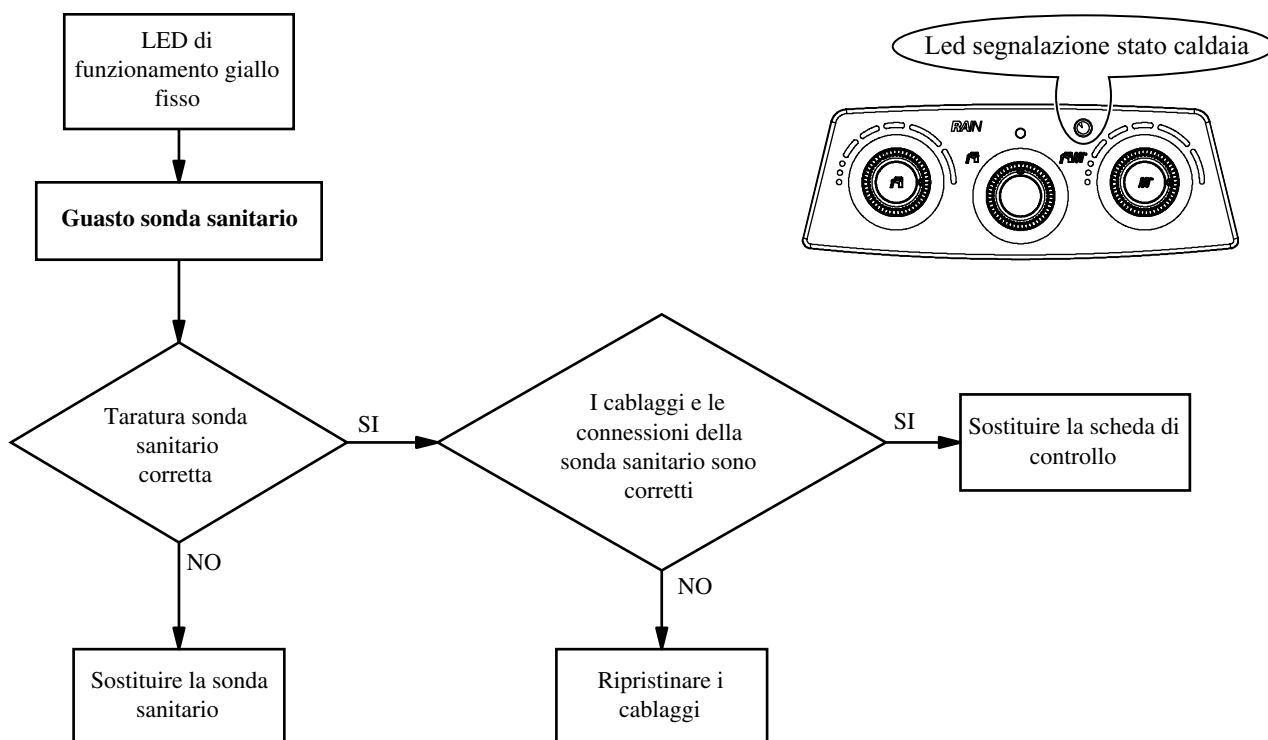 LED di
funzionamento giallo
fisso
Led segnalazione stato caldaia
RAIN
Guasto sonda sanitario
Taratura sonda
sanitario
corretta
SI
I cablaggi e le
connessioni della
sonda sanitario sono
corretti
SI
Sostituire la scheda di
controllo
NO
NO
Sostituire la sonda
sanitario
Ripristinare i
cablaggi